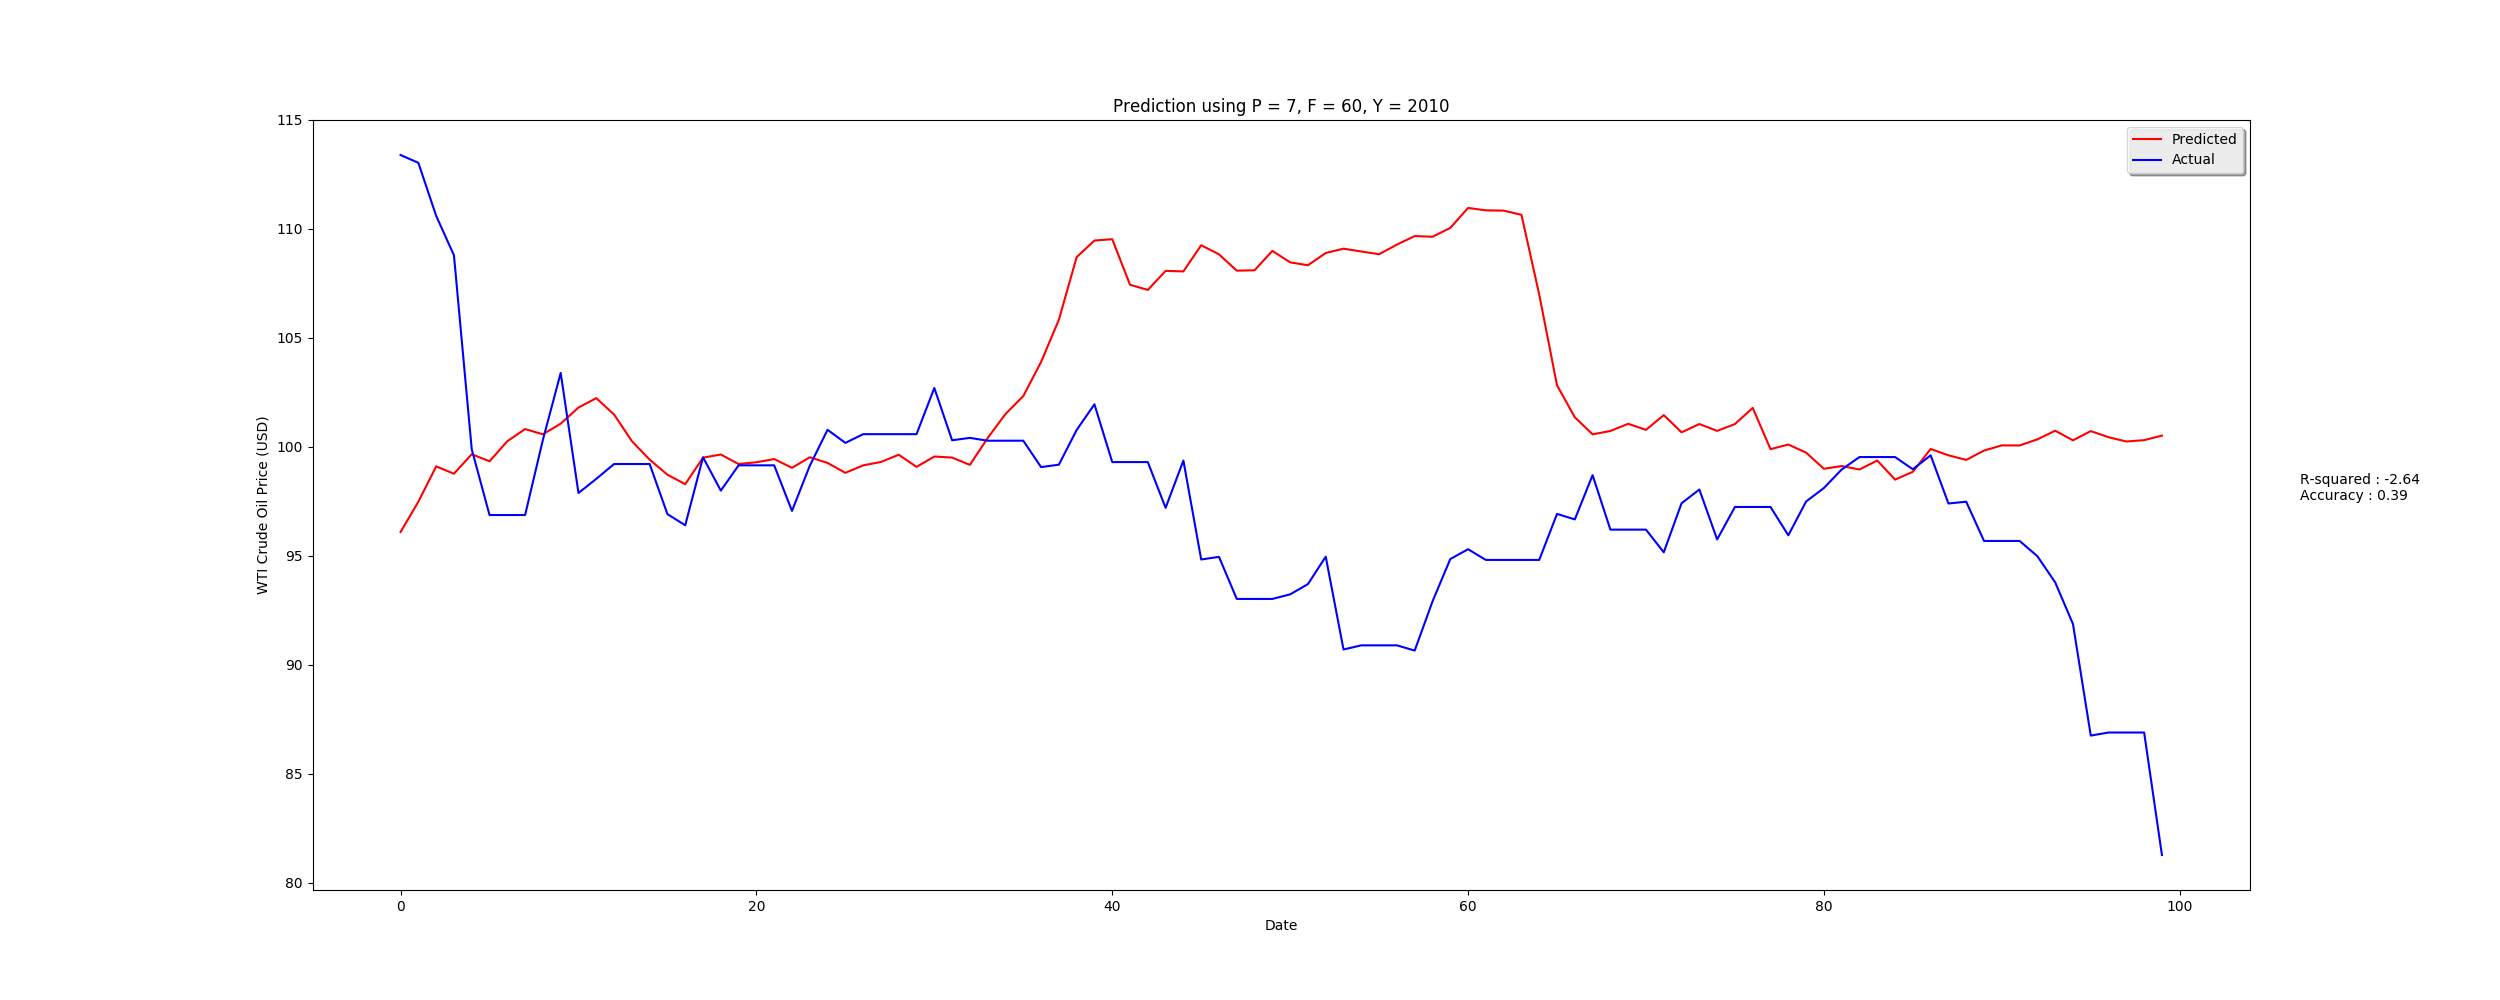 Prediction using P = 7, F = 60, Y = 2010
115
110
105
100
95
90
85
80
WTI Crude Oil Price (USD)
Predicted
Actual
R-squared : -2.64
Accuracy : 0.39
0 20 40 60 80 100
Date